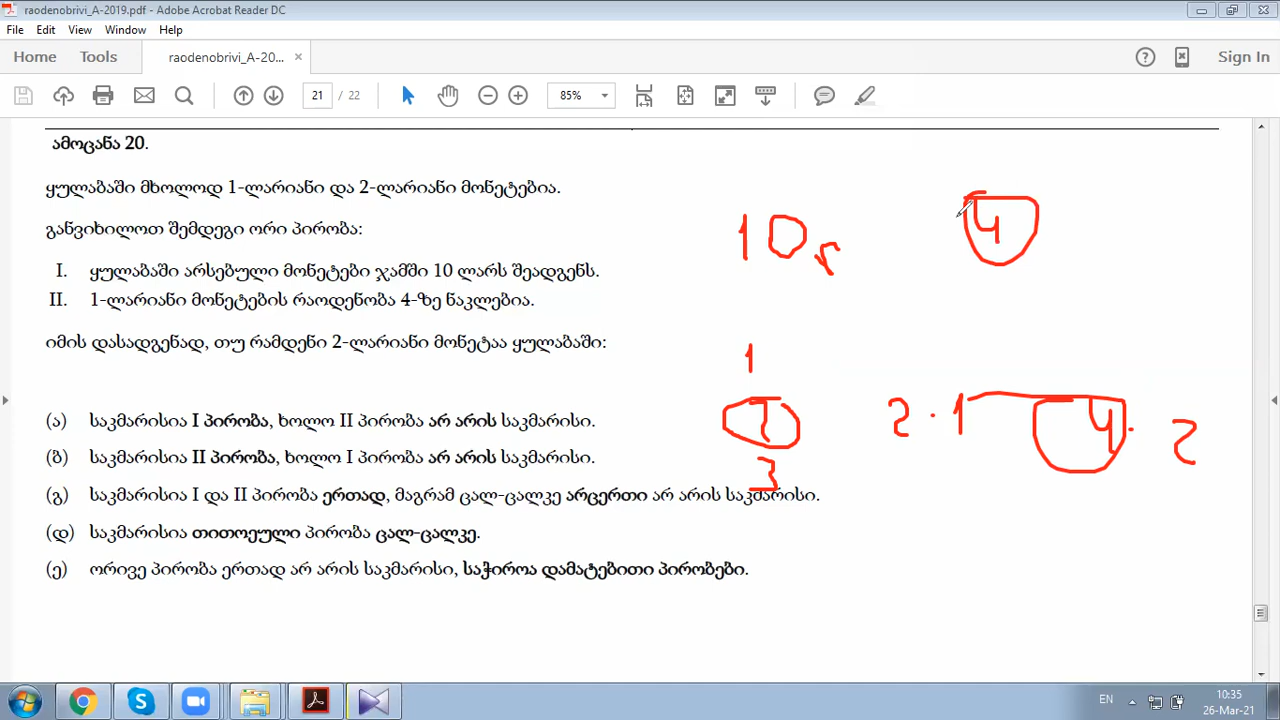 raodenobrivi_A-2019.pdf - Adobe Acrobat Reader DC
File Edit View Window Help
Home Tools raodenobrivi_A-20... × Sign In
21 / 22 85%
ამოცანა 20.
ყულაბაში მხოლოდ 1-ლარიანი და 2-ლარიანი მონეტებია.
განვიხილოთ შემდეგი ორი პირობა:
I. ყულაბაში არსებული მონეტები ჯამში 10 ლარს შეადგენს.
II. 1-ლარიანი მონეტების რაოდენობა 4-ზე ნაკლებია.
იმის დასადგენად, თუ რამდენი 2-ლარიანი მონეტაა ყულაბაში:
(ა) საკმარისია I პირობა, ხოლო II პირობა არ არის საკმარისი.
(ბ) საკმარისია II პირობა, ხოლო I პირობა არ არის საკმარისი.
(გ) საკმარისია I და II პირობა ერთად, მაგრამ ცალ-ცალკე არცერთი არ არის საკმარისი.
(დ) საკმარისია თითოეული პირობა ცალ-ცალკე.
(ე) ორივე პირობა ერთად არ არის საკმარისი, საჭიროა დამატებითი პირობები.
10
4
1
2
3
2 · 1
4 · 2
EN
10:35
26-Mar-21